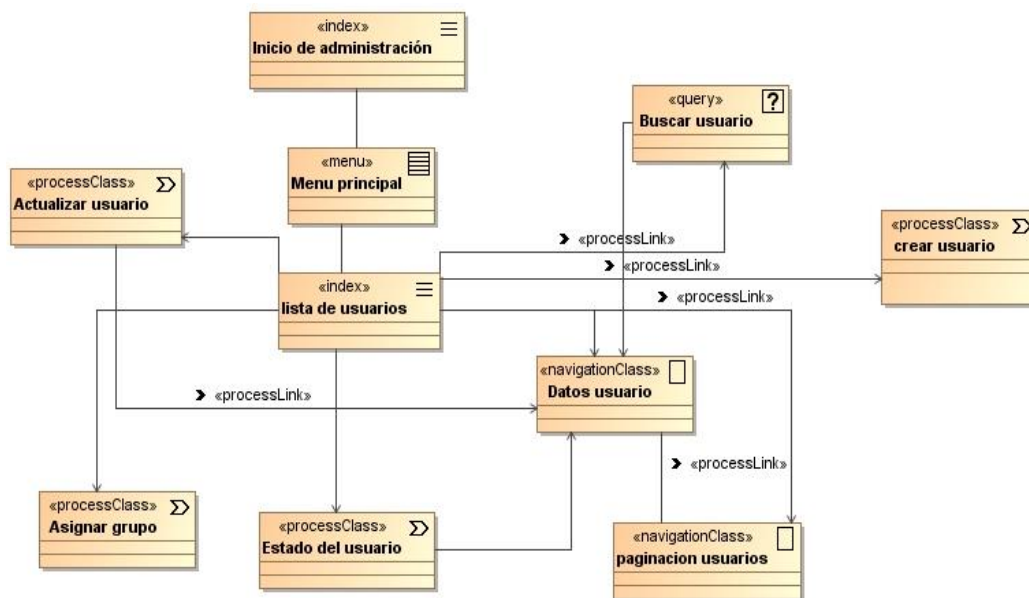 «index»
Inicio de administración
«query»
Buscar usuario
«menu»
Menu principal
«processClass»
Actualizar usuario
«processClass»
crear usuario
«processLink»
«processLink»
«index»
lista de usuarios
«processLink»
«navigationClass»
Datos usuario
«processLink»
«processLink»
«processClass»
Asignar grupo
«processClass»
Estado del usuario
«navigationClass»
paginacion usuarios